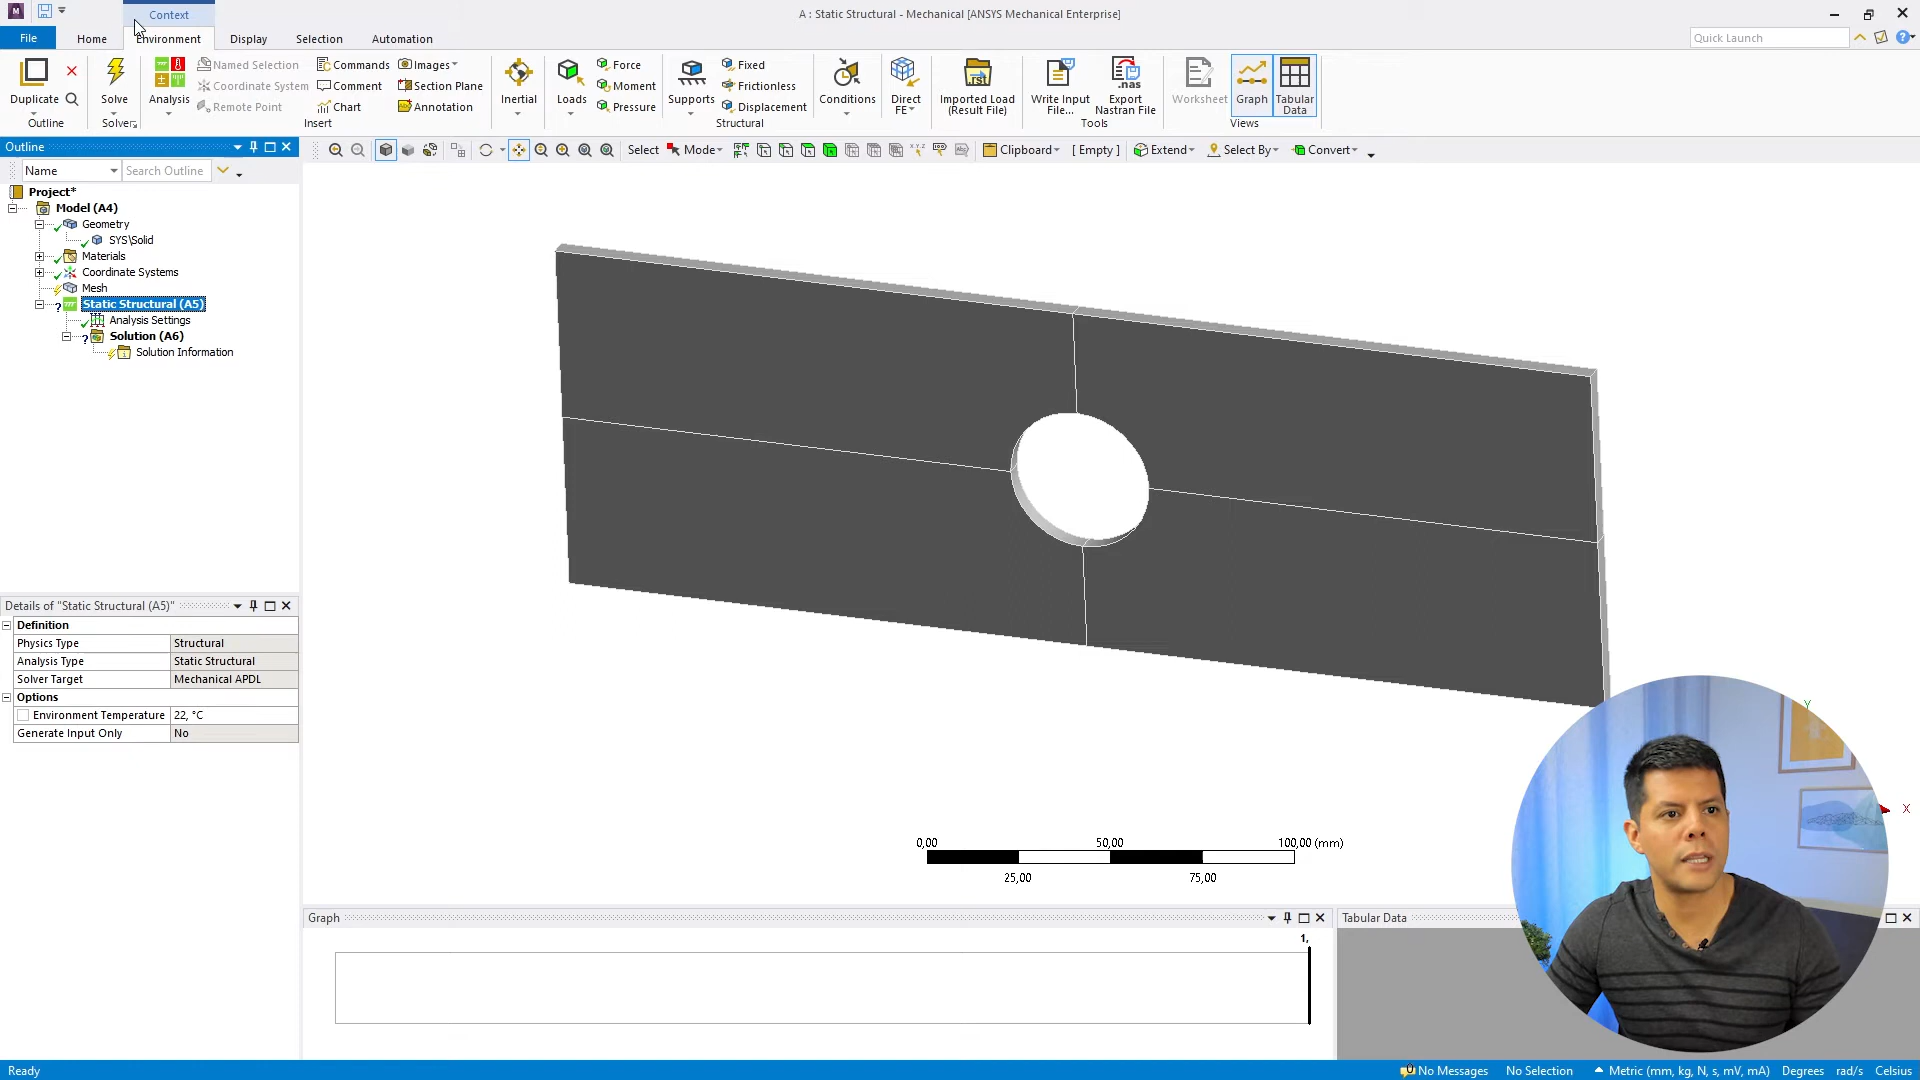 Context
A : Static Structural - Mechanical [ANSYS Mechanical Enterprise]
File
Home
Environment
Display
Selection
Automation
Quick Launch
Duplicate
Outline
Solve
Solver
Analysis
Named Selection
Coordinate System
Remote Point
Commands
Comment
Chart
Images
Section Plane
Annotation
Insert
Inertial
Loads
Force
Moment
Pressure
Supports
Fixed
Frictionless
Displacement
Structural
Conditions
Direct
FE
Imported Load
(Result File)
Write Input
File...
Export
Nastran File
Tools
Worksheet
Graph
Tabular
Data
Views
Outline
Select
Mode
Clipboard
[ Empty ]
Extend
Select By
Convert
Name
Search Outline
Project*
Model (A4)
Geometry
SYS\Solid
Materials
Coordinate Systems
Mesh
Static Structural (A5)
Analysis Settings
Solution (A6)
Solution Information
Details of "Static Structural (A5)"
Definition
Physics Type Structural
Analysis Type Static Structural
Solver Target Mechanical APDL
Options
Environment Temperature 22, °C
Generate Input Only No
Y
X
0,00 50,00 100,00 (mm)
25,00 75,00
Graph
1,
Tabular Data
Ready
No Messages
No Selection
Metric (mm, kg, N, s, mV, mA)
Degrees
rad/s
Celsius